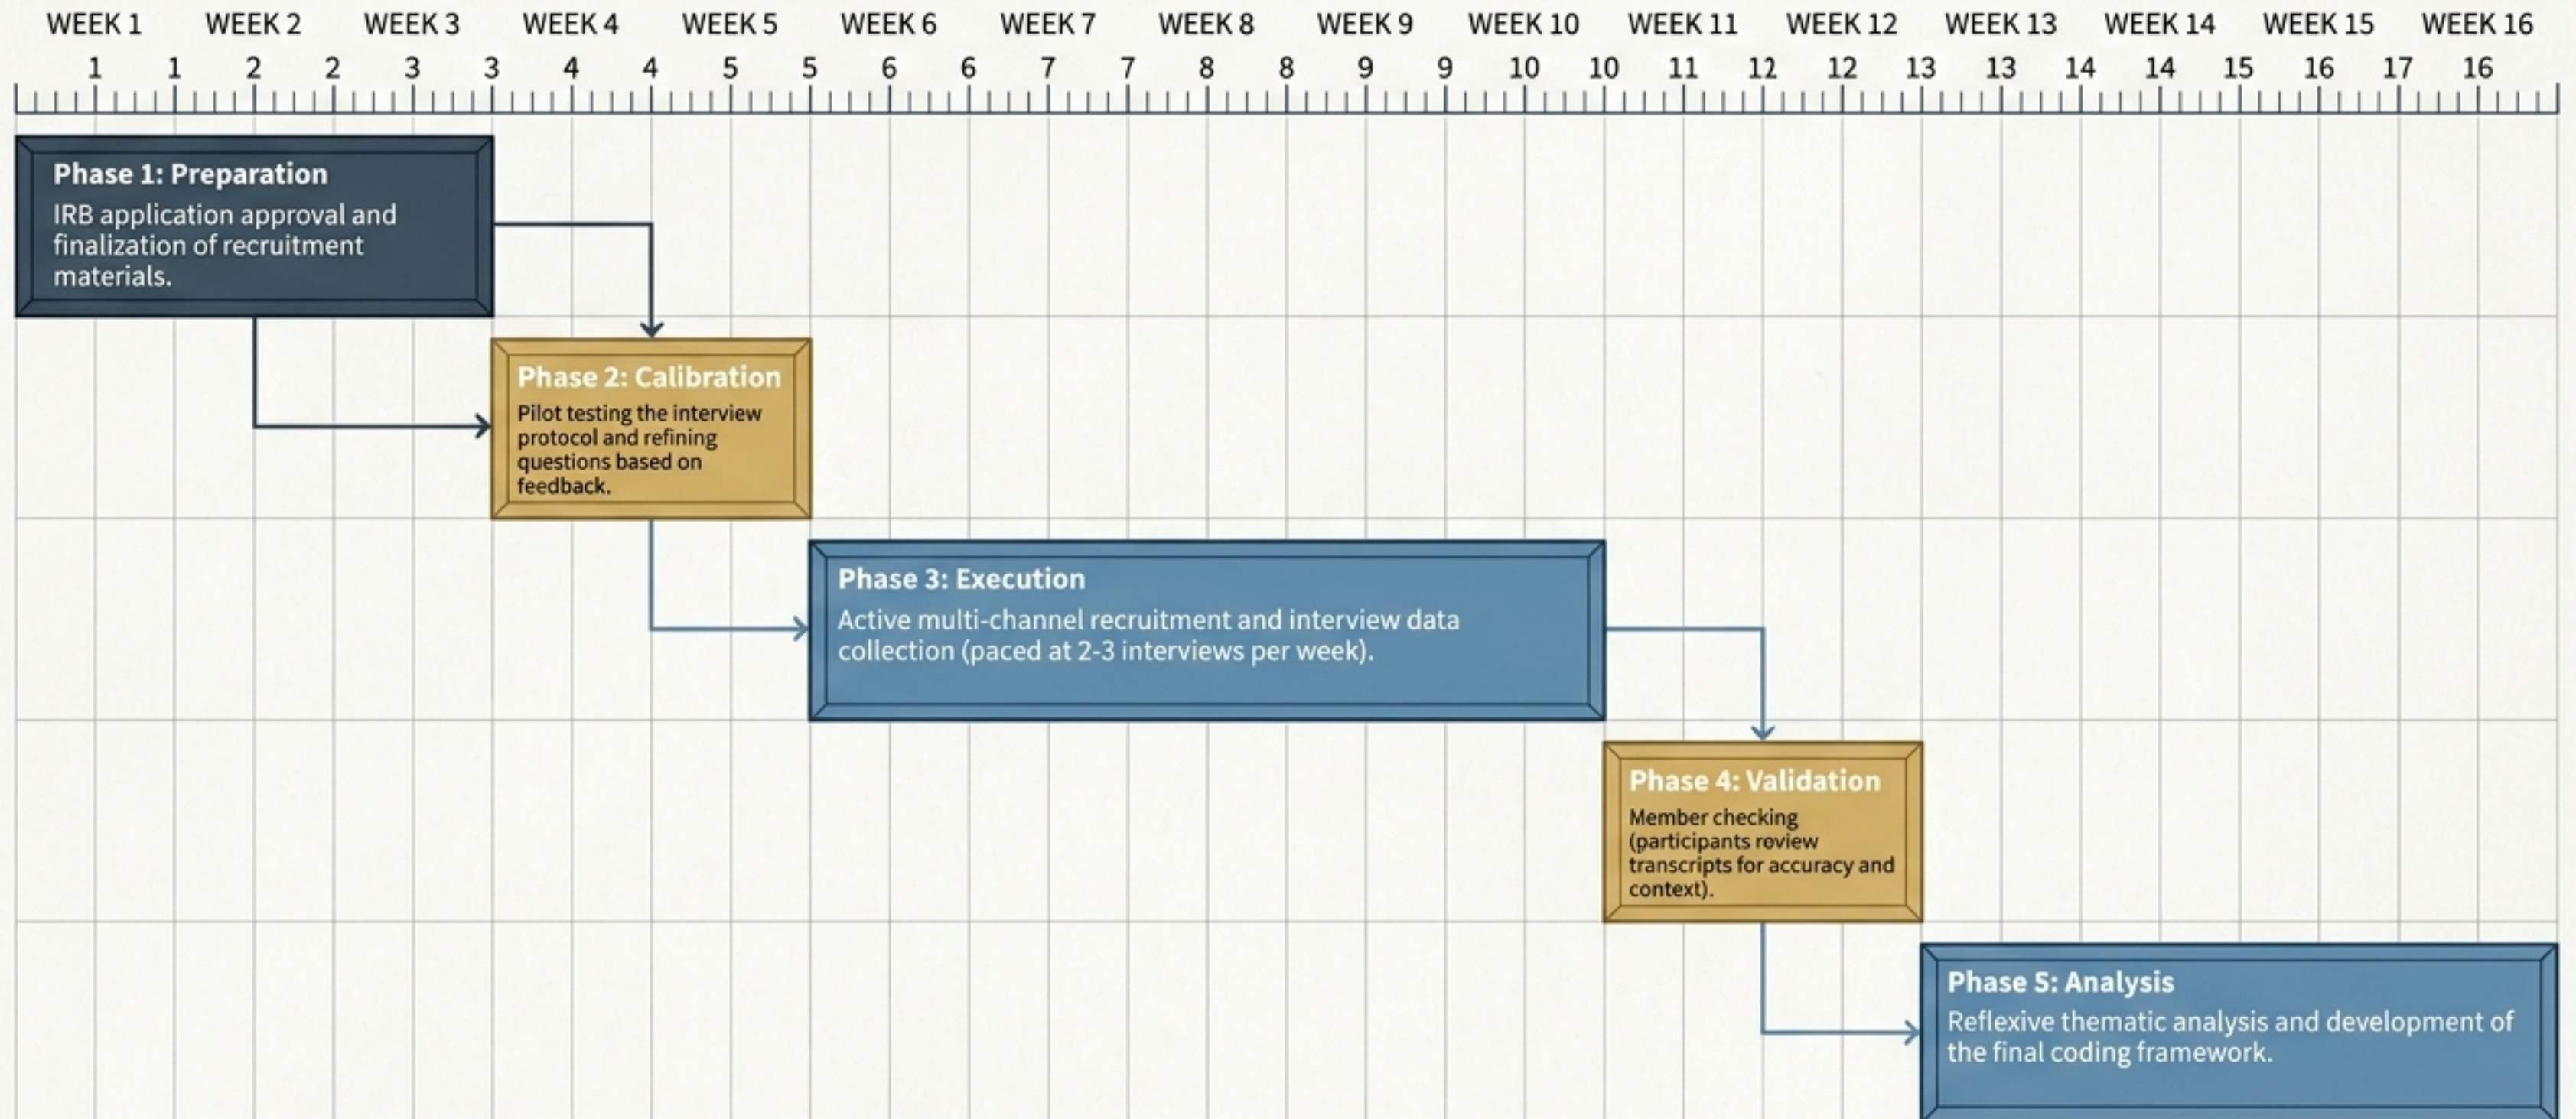 WEEK 1 WEEK 2 WEEK 3 WEEK 4 WEEK 5 WEEK 6 WEEK 7 WEEK 8 WEEK 9 WEEK 10 WEEK 11 WEEK 12 WEEK 13 WEEK 14 WEEK 15 WEEK 16
1 1 2 2 3 3 4 4 5 5 6 6 7 7 8 8 9 9 10 10 11 12 12 13 13 14 14 15 16 17 16
Phase 1: Preparation
IRB application approval and
finalization of recruitment
materials.
Phase 2: Calibration
Pilot testing the interview
protocol and refining
questions based on
feedback.
Phase 3: Execution
Active multi-channel recruitment and interview data
collection (paced at 2-3 interviews per week).
Phase 4: Validation
Member checking
(participants roview
transcripts for accuracy and
context).
Phase S: Analysis
Reflexive thematic analysis and development of
the final coding framework.